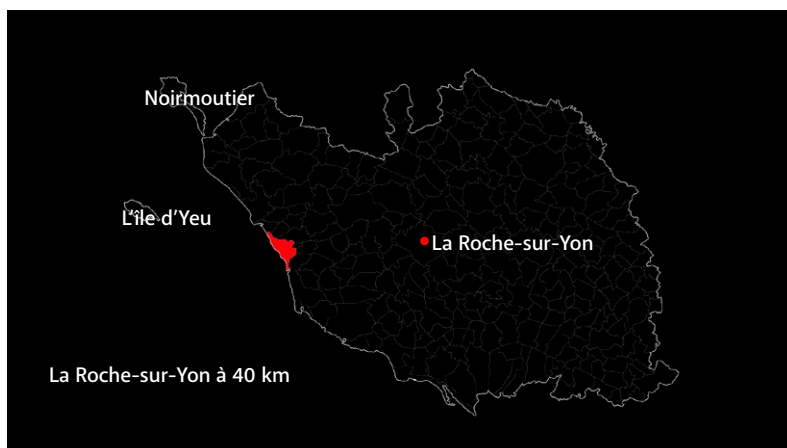 Noirmoutier
L'île d'Yeu
La Roche-sur-Yon
La Roche-sur-Yon à 40 km